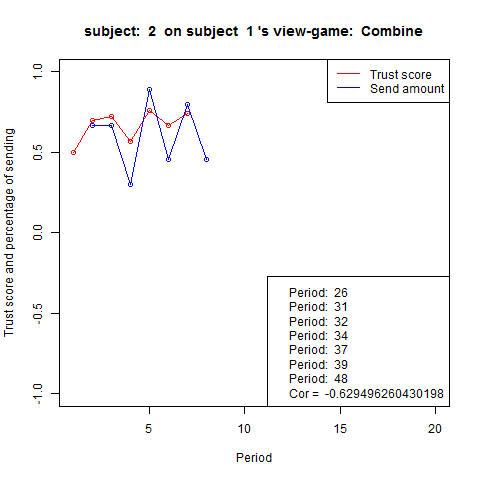 subject:  2  on subject  1 's view-game:  Combine
Trust score
Send amount
1.0
0.5
0.0
-0.5
-1.0
Trust score and percentage of sending
Period:  26
Period:  31
Period:  32
Period:  34
Period:  37
Period:  39
Period:  48
Cor =  -0.629496260430198
5
10
15
20
Period